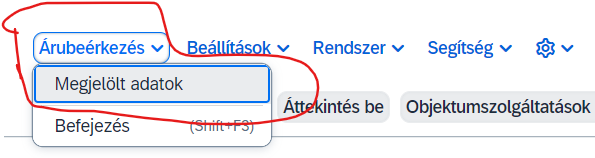 Árubeérkezés Beállítások Rendszer Segítség
Megjelölt adatok
Áttekintés be Objektumszolgáltatások
Befejezés (Shift+F3)